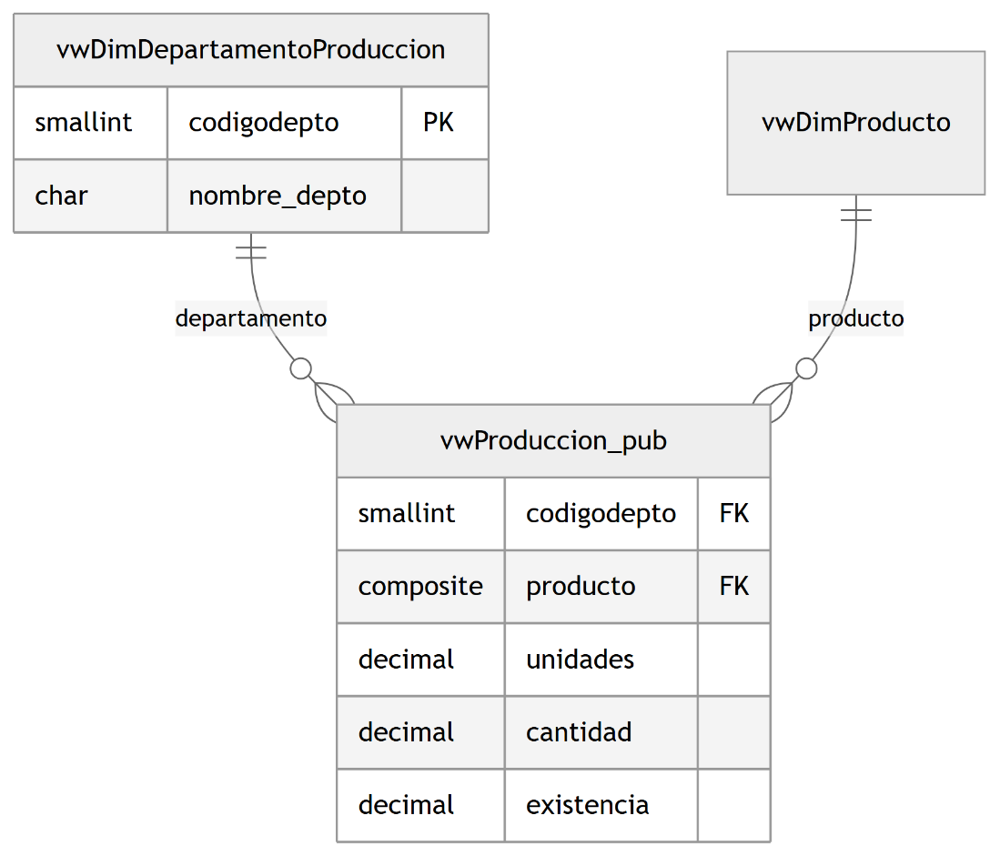 vwDimDepartamentoProduccion
smallint codigodepto PK
char nombre_depto
vwDimProducto
departamento
producto
vwProduccion_pub
smallint codigodepto FK
composite producto FK
decimal unidades
decimal cantidad
decimal existencia